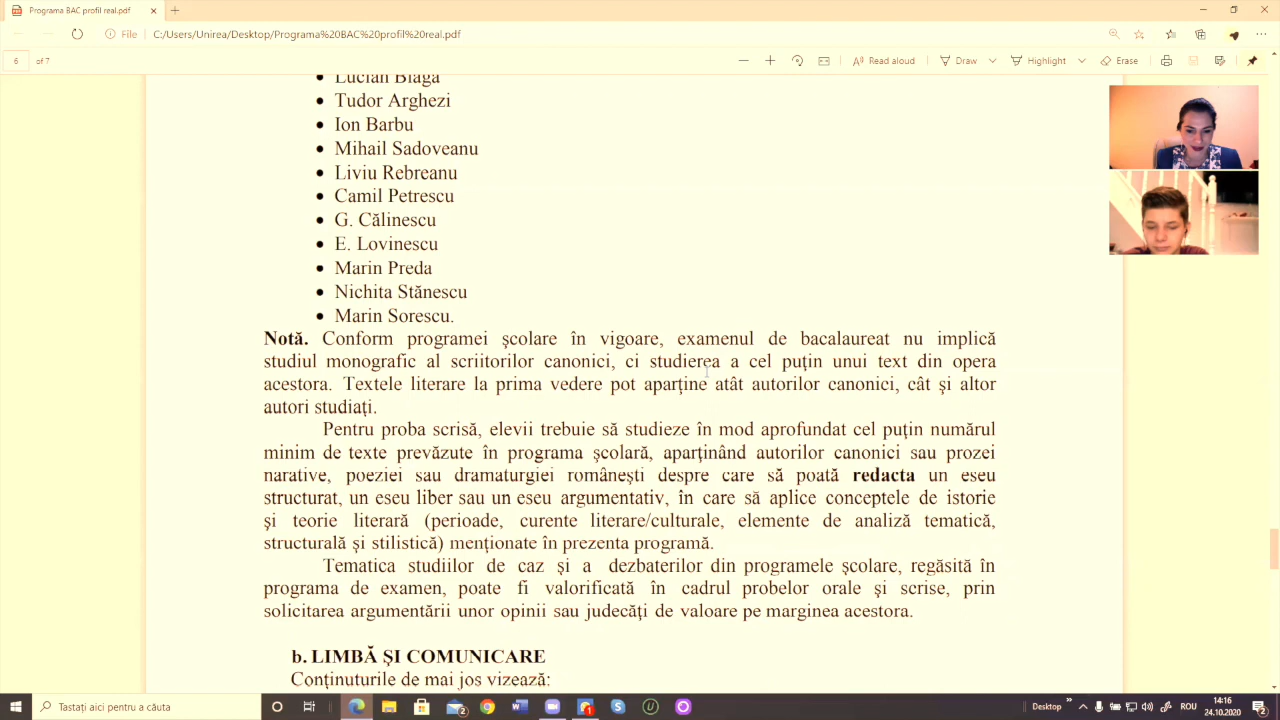 Programa BAC profil real.pdf
File
C:/Users/Unirea/Desktop/Programa%20BAC%20profil%20real.pdf
6 of 7
Read aloud
Draw
Highlight
Erase
Lucian Blaga
Tudor Arghezi
Ion Barbu
Mihail Sadoveanu
Liviu Rebreanu
Camil Petrescu
G. Călinescu
E. Lovinescu
Marin Preda
Nichita Stănescu
Marin Sorescu.
Notă. Conform programei şcolare în vigoare, examenul de bacalaureat nu implică
studiul monografic al scriitorilor canonici, ci studierea a cel puţin unui text din opera
acestora. Textele literare la prima vedere pot aparţine atât autorilor canonici, cât şi altor
autori studiaţi.
Pentru proba scrisă, elevii trebuie să studieze în mod aprofundat cel puţin numărul
minim de texte prevăzute în programa şcolară, aparţinând autorilor canonici sau prozei
narative, poeziei sau dramaturgiei româneşti despre care să poată redacta un eseu
structurat, un eseu liber sau un eseu argumentativ, în care să aplice conceptele de istorie
şi teorie literară (perioade, curente literare/culturale, elemente de analiză tematică,
structurală şi stilistică) menţionate în prezenta programă.
Tematica studiilor de caz şi a dezbaterilor din programele şcolare, regăsită în
programa de examen, poate fi valorificată în cadrul probelor orale şi scrise, prin
solicitarea argumentării unor opinii sau judecăţi de valoare pe marginea acestora.
b. LIMBĂ ŞI COMUNICARE
Conţinuturile de mai jos vizează:
Tastați aici pentru a căuta
Desktop
ROU
14:16
24.10.2020